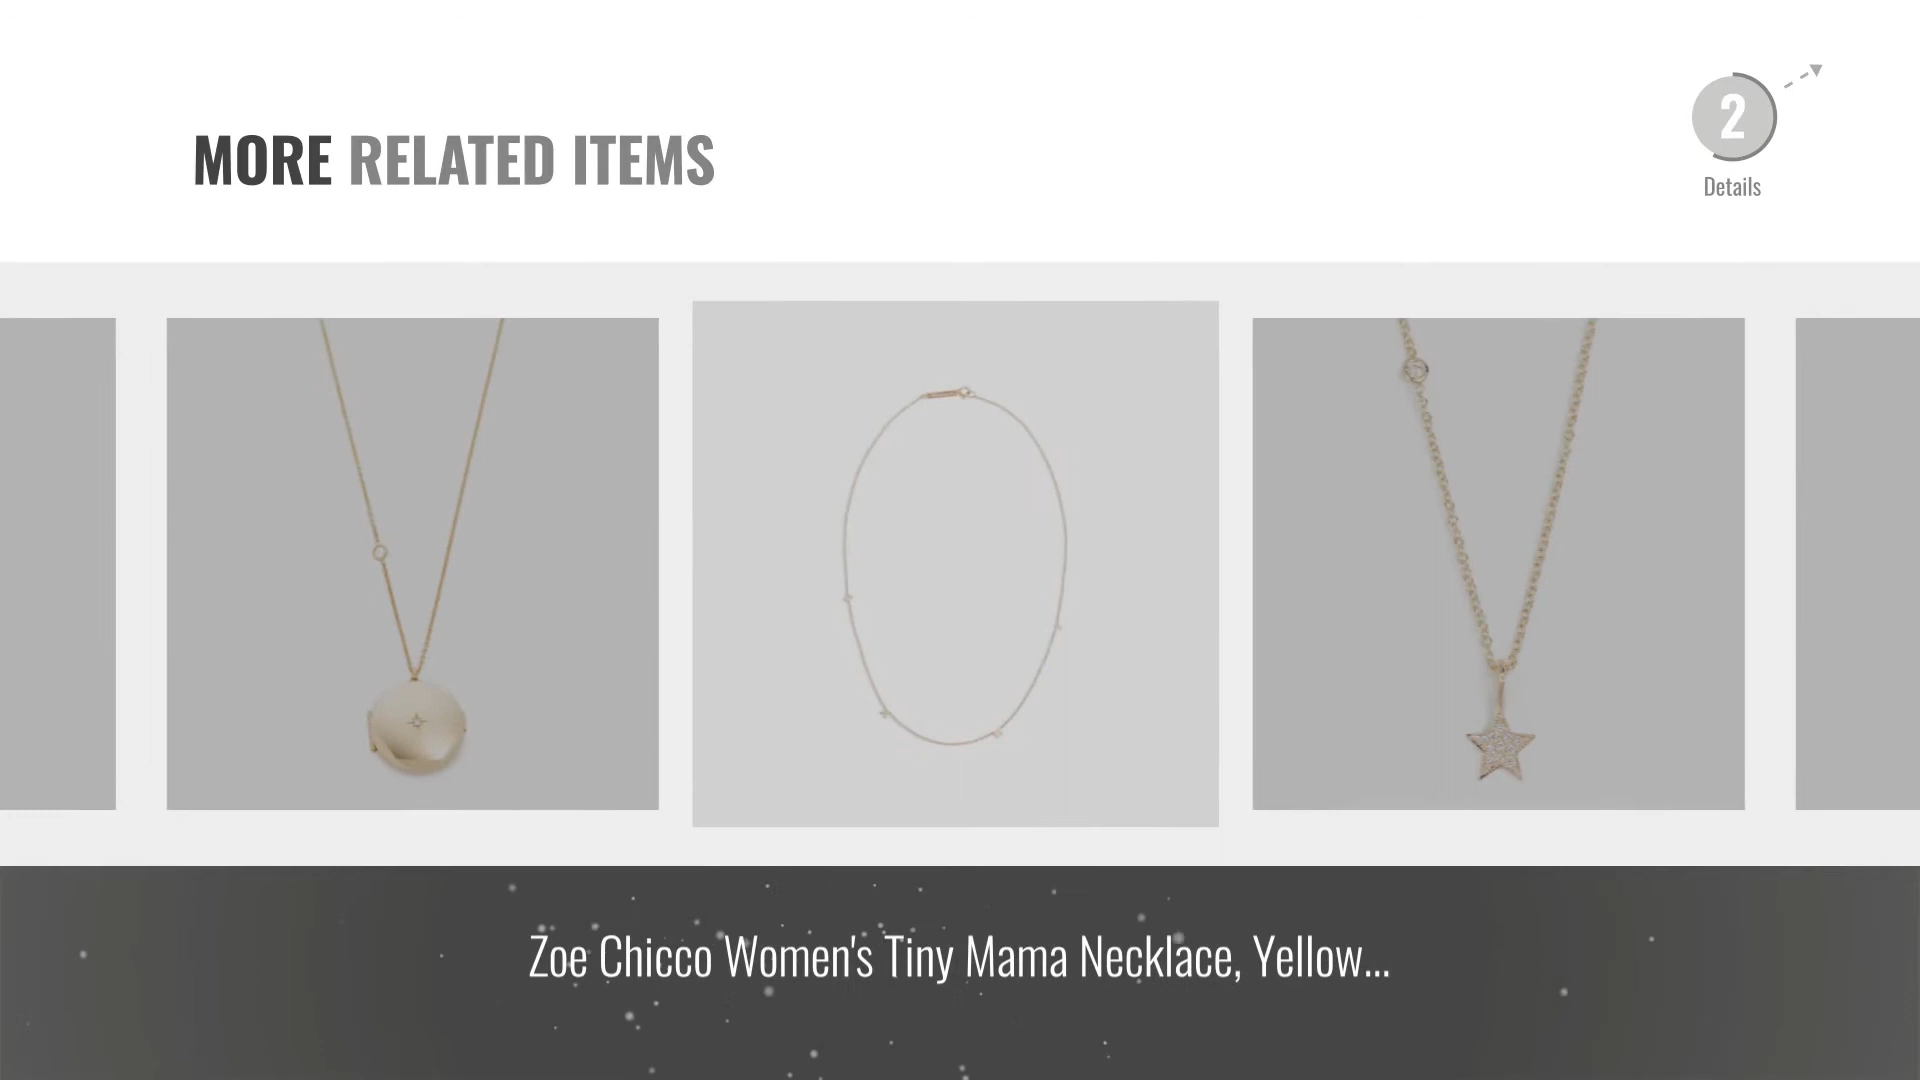 MORE RELATED ITEMS
2
Details
Zoe Chicco Women's Tiny Mama Necklace, Yellow...